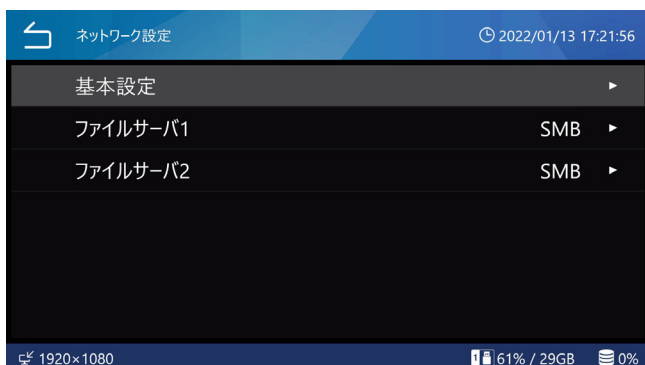 ネットワーク設定 2022/01/13 17:21:56
基本設定
ファイルサーバ1 SMB
ファイルサーバ2 SMB
1920×1080 1 61% / 29GB 0%